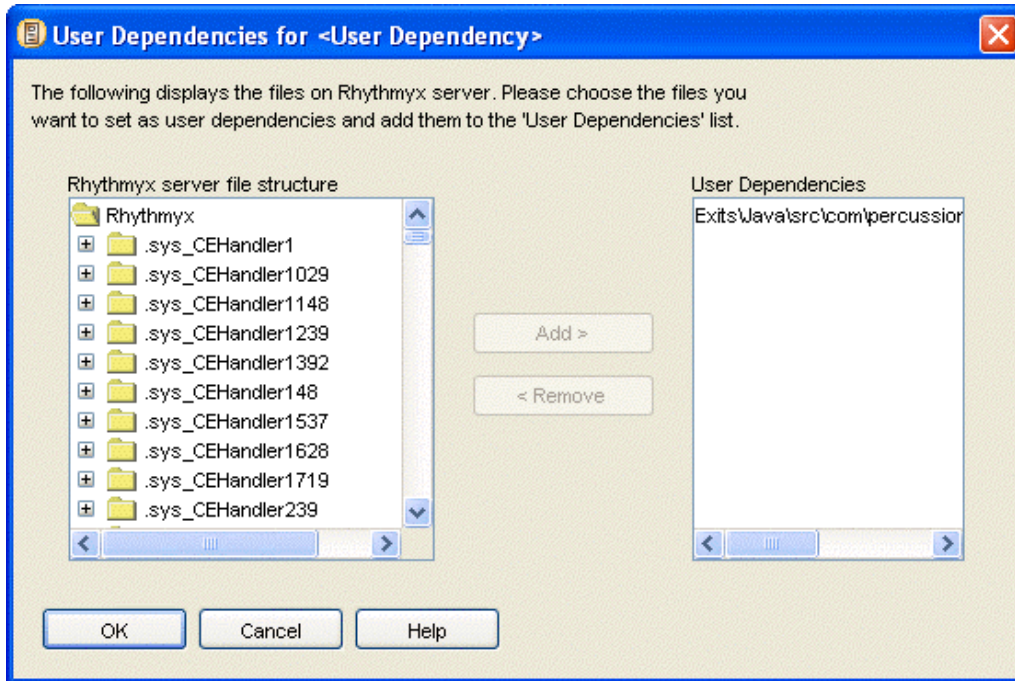 User Dependencies for <User Dependency>
The following displays the files on Rhythmyx server. Please choose the files you
want to set as user dependencies and add them to the 'User Dependencies' list.
Rhythmyx server file structure
Rhythmyx
.sys_CEHandler1
.sys_CEHandler1029
.sys_CEHandler1148
.sys_CEHandler1239
.sys_CEHandler1392
.sys_CEHandler148
.sys_CEHandler1537
.sys_CEHandler1628
.sys_CEHandler1719
.sys_CEHandler239
Add >
< Remove
User Dependencies
Exits\Java\src\com\percussior
OK
Cancel
Help